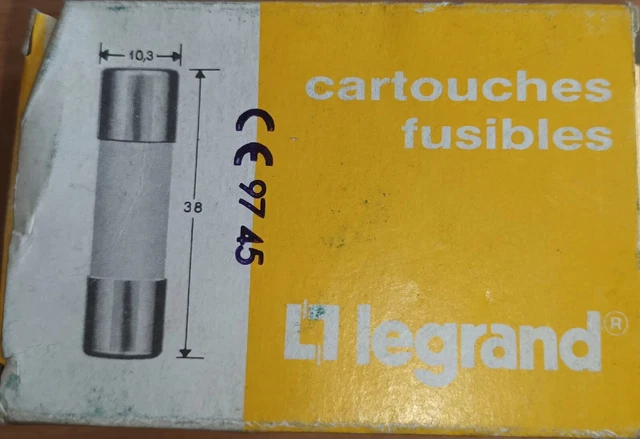 10,3
38
CE 97 45
cartouches
fusibles
legrand®